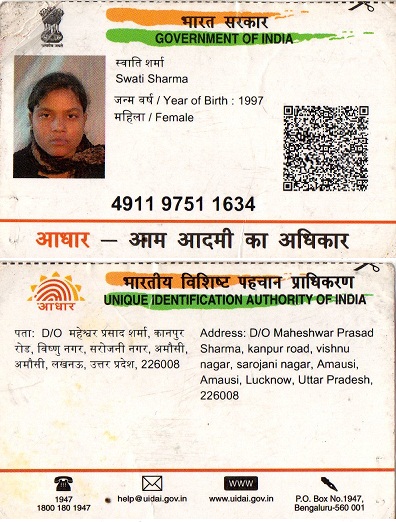 भारत सरकार
GOVERNMENT OF INDIA
स्वाति शर्मा
Swati Sharma
जन्म वर्ष / Year of Birth : 1997
महिला / Female
4911 9751 1634
आधार – आम आदमी का अधिकार
भारतीय विशिष्ट पहचान प्राधिकरण
UNIQUE IDENTIFICATION AUTHORITY OF INDIA
आधार
पता: D/O महेश्वर प्रसाद शर्मा, कानपुर
रोड, विष्णु नगर, सरोजनी नगर, अमौसी,
अमौसी, लखनऊ, उत्तर प्रदेश, 226008
Address: D/O Maheshwar Prasad
Sharma, kanpur road, vishnu
nagar, sarojani nagar, Amausi,
Amausi, Lucknow, Uttar Pradesh,
226008
1947
1800 180 1947
help@uidai.gov.in
www
www.uidai.gov.in
P.O. Box No.1947,
Bengaluru-560 001